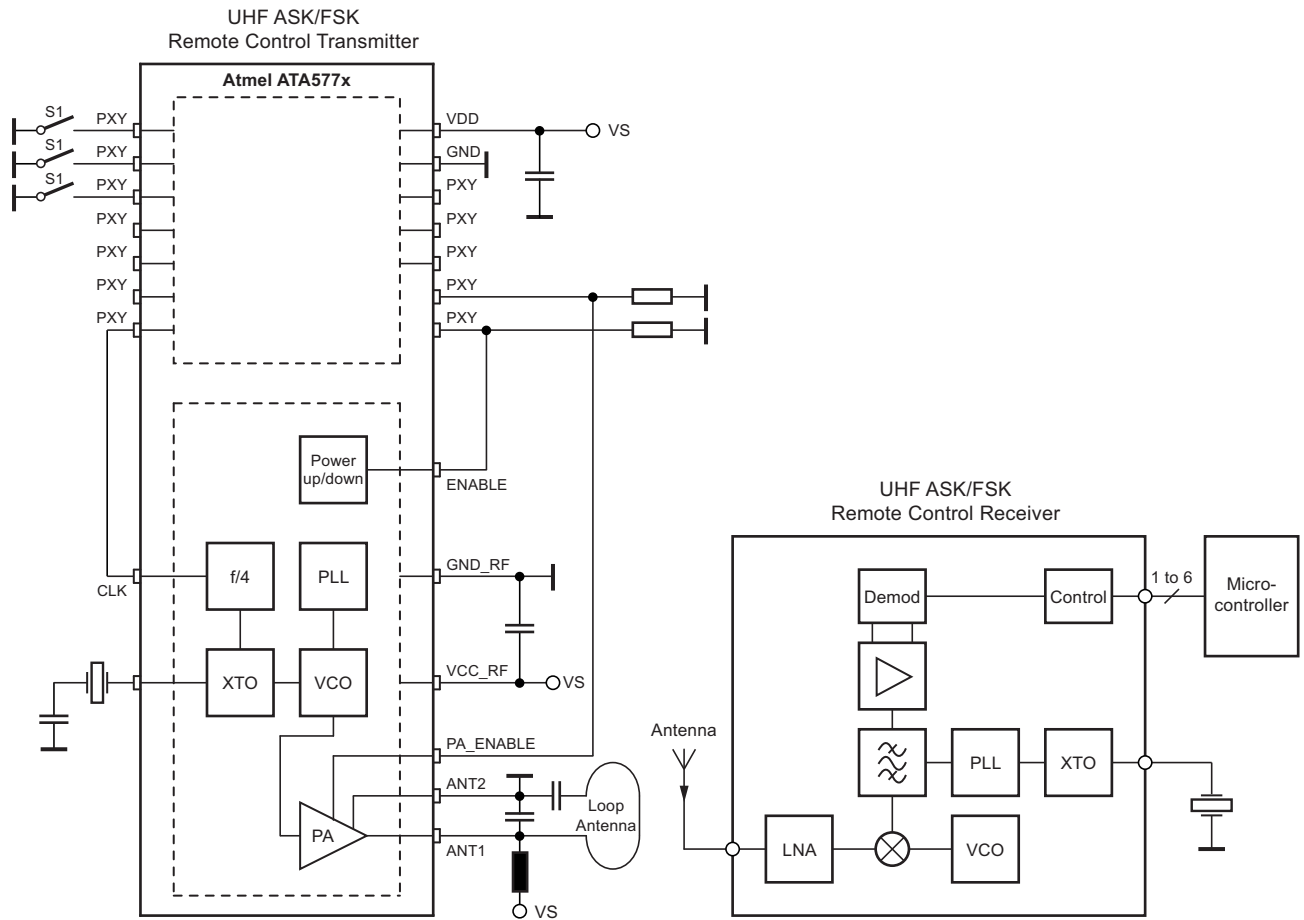 UHF ASK/FSK
Remote Control Transmitter
Atmel ATA577x
S1
PXY
VDD
VS
S1
PXY
GND
S1
PXY
PXY
PXY
PXY
PXY
PXY
PXY
PXY
PXY
PXY
Power
up/down
ENABLE
CLK
f/4
PLL
GND_RF
XTO
VCO
VCC_RF
VS
PA_ENABLE
ANT2
Loop
Antenna
PA
ANT1
VS
UHF ASK/FSK
Remote Control Receiver
Demod
Control
1 to 6
Micro-
controller
Antenna
PLL
XTO
LNA
VCO